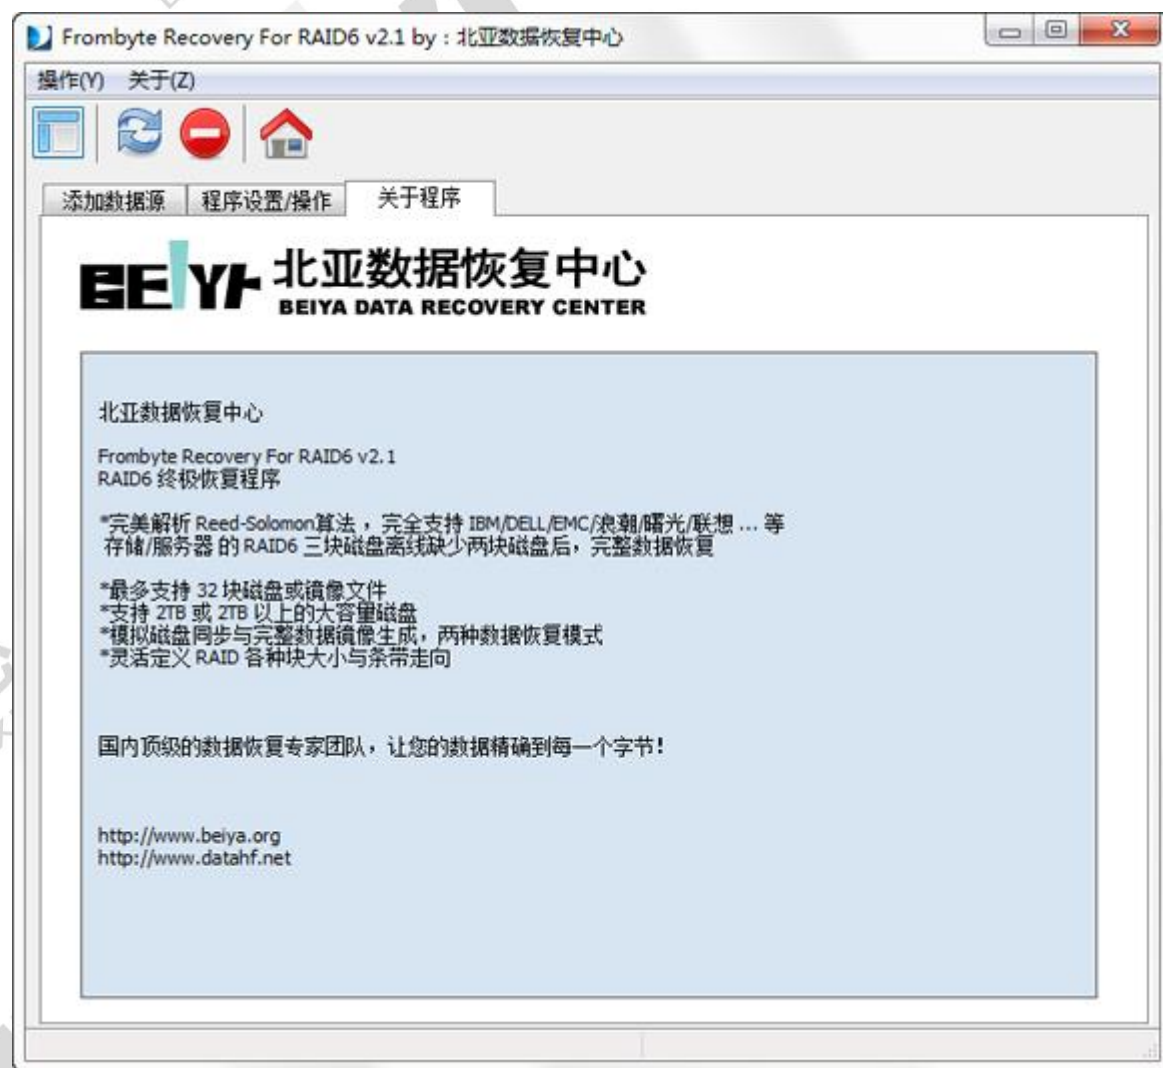 Frombyte Recovery For RAID6 v2.1 by : 北亚数据恢复中心
操作(Y) 关于(Z)
添加数据源 程序设置/操作 关于程序
BEIYA 北亚数据恢复中心
BEIYA DATA RECOVERY CENTER
北亚数据恢复中心
Frombyte Recovery For RAID6 v2.1
RAID6 终极恢复程序
*完美解析 Reed-Solomon算法，完全支持 IBM/DELL/EMC/浪潮/曙光/联想 ... 等
存储/服务器 的 RAID6 三块磁盘离线缺少两块磁盘后，完整数据恢复
*最多支持 32 块磁盘或镜像文件
*支持 2TB 或 2TB 以上的大容量磁盘
*模拟磁盘同步与完整数据镜像生成，两种数据恢复模式
*灵活定义 RAID 各种块大小与条带走向
国内顶级的数据恢复专家团队，让您的数据精确到每一个字节！
http://www.beiya.org
http://www.datahf.net